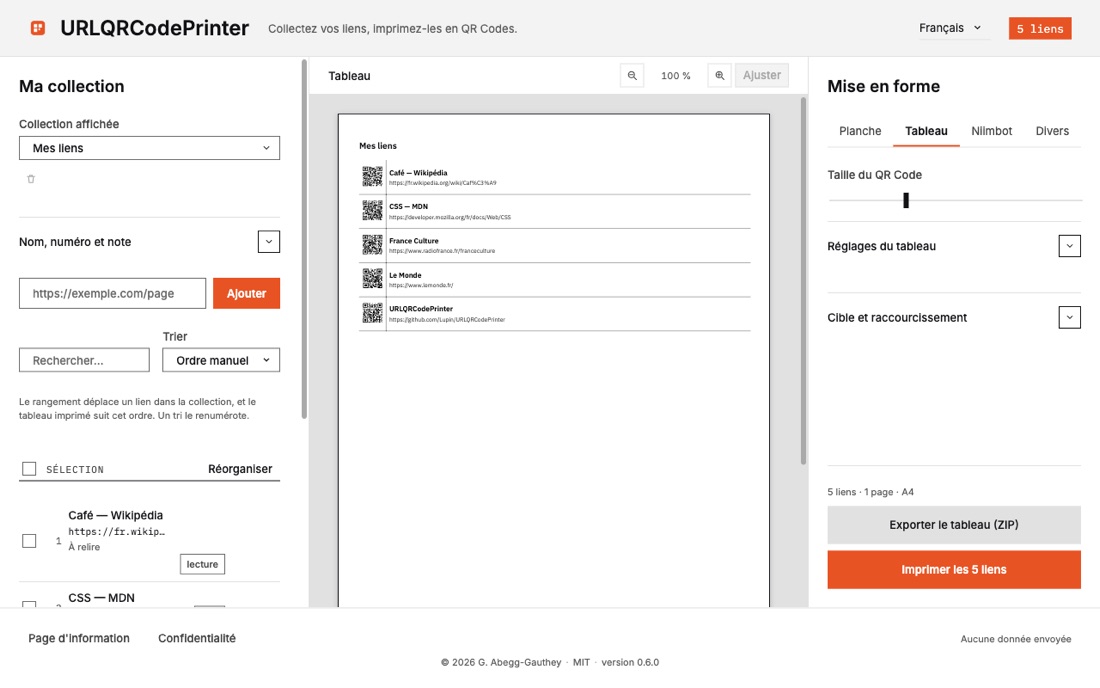 URLQRCodePrinter
Collectez vos liens, imprimez-les en QR Codes.
Français
5 liens
Ma collection
Collection affichée
Mes liens
Nom, numéro et note
https://exemple.com/page
Ajouter
Trier
Rechercher...
Ordre manuel
Le rangement déplace un lien dans la collection, et le
tableau imprimé suit cet ordre. Un tri le renumérote.
SÉLECTION
Réorganiser
1
Café — Wikipédia
https://fr.wikip…
À relire
lecture
CSS — MDN
Tableau
100 %
Ajuster
Mes liens
Café — Wikipédia
https://fr.wikipedia.org/wiki/Caf%C3%A9
CSS — MDN
https://developer.mozilla.org/fr/docs/Web/CSS
France Culture
https://www.radiofrance.fr/franceculture
Le Monde
https://www.lemonde.fr/
URLQRCodePrinter
https://github.com/Lupin/URLQRCodePrinter
Mise en forme
Planche
Tableau
Niimbot
Divers
Taille du QR Code
Réglages du tableau
Cible et raccourcissement
5 liens · 1 page · A4
Exporter le tableau (ZIP)
Imprimer les 5 liens
Page d'information
Confidentialité
Aucune donnée envoyée
© 2026 G. Abegg-Gauthey · MIT · version 0.6.0